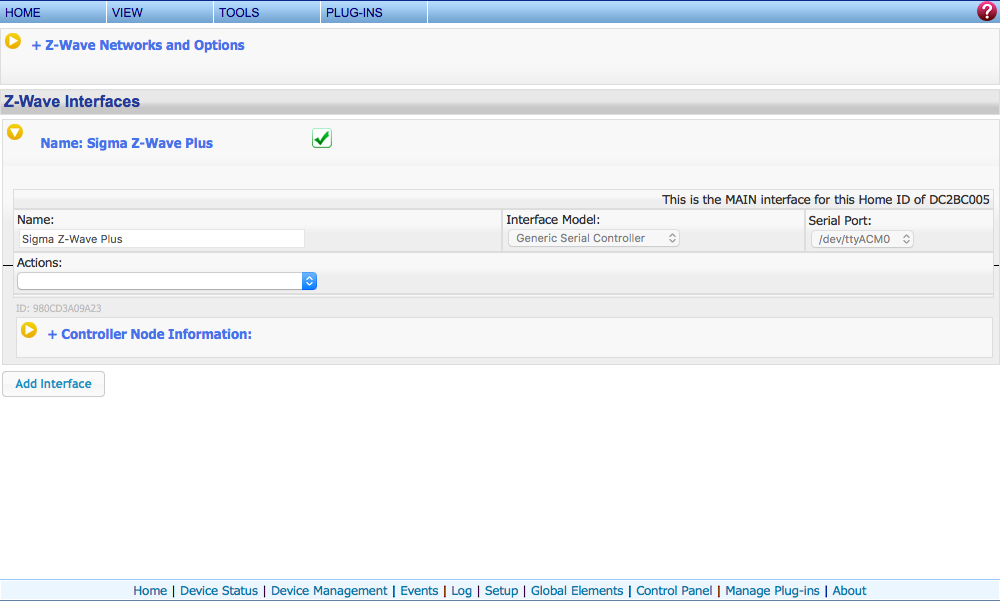 HOME VIEW TOOLS PLUG-INS ?
+ Z-Wave Networks and Options
Z-Wave Interfaces
Name: Sigma Z-Wave Plus
This is the MAIN interface for this Home ID of DC2BC005
Name: Interface Model: Serial Port:
Sigma Z-Wave Plus Generic Serial Controller /dev/ttyACM0
Actions:
ID: 980CD3A09A23
+ Controller Node Information:
Add Interface
Home | Device Status | Device Management | Events | Log | Setup | Global Elements | Control Panel | Manage Plug-ins | About